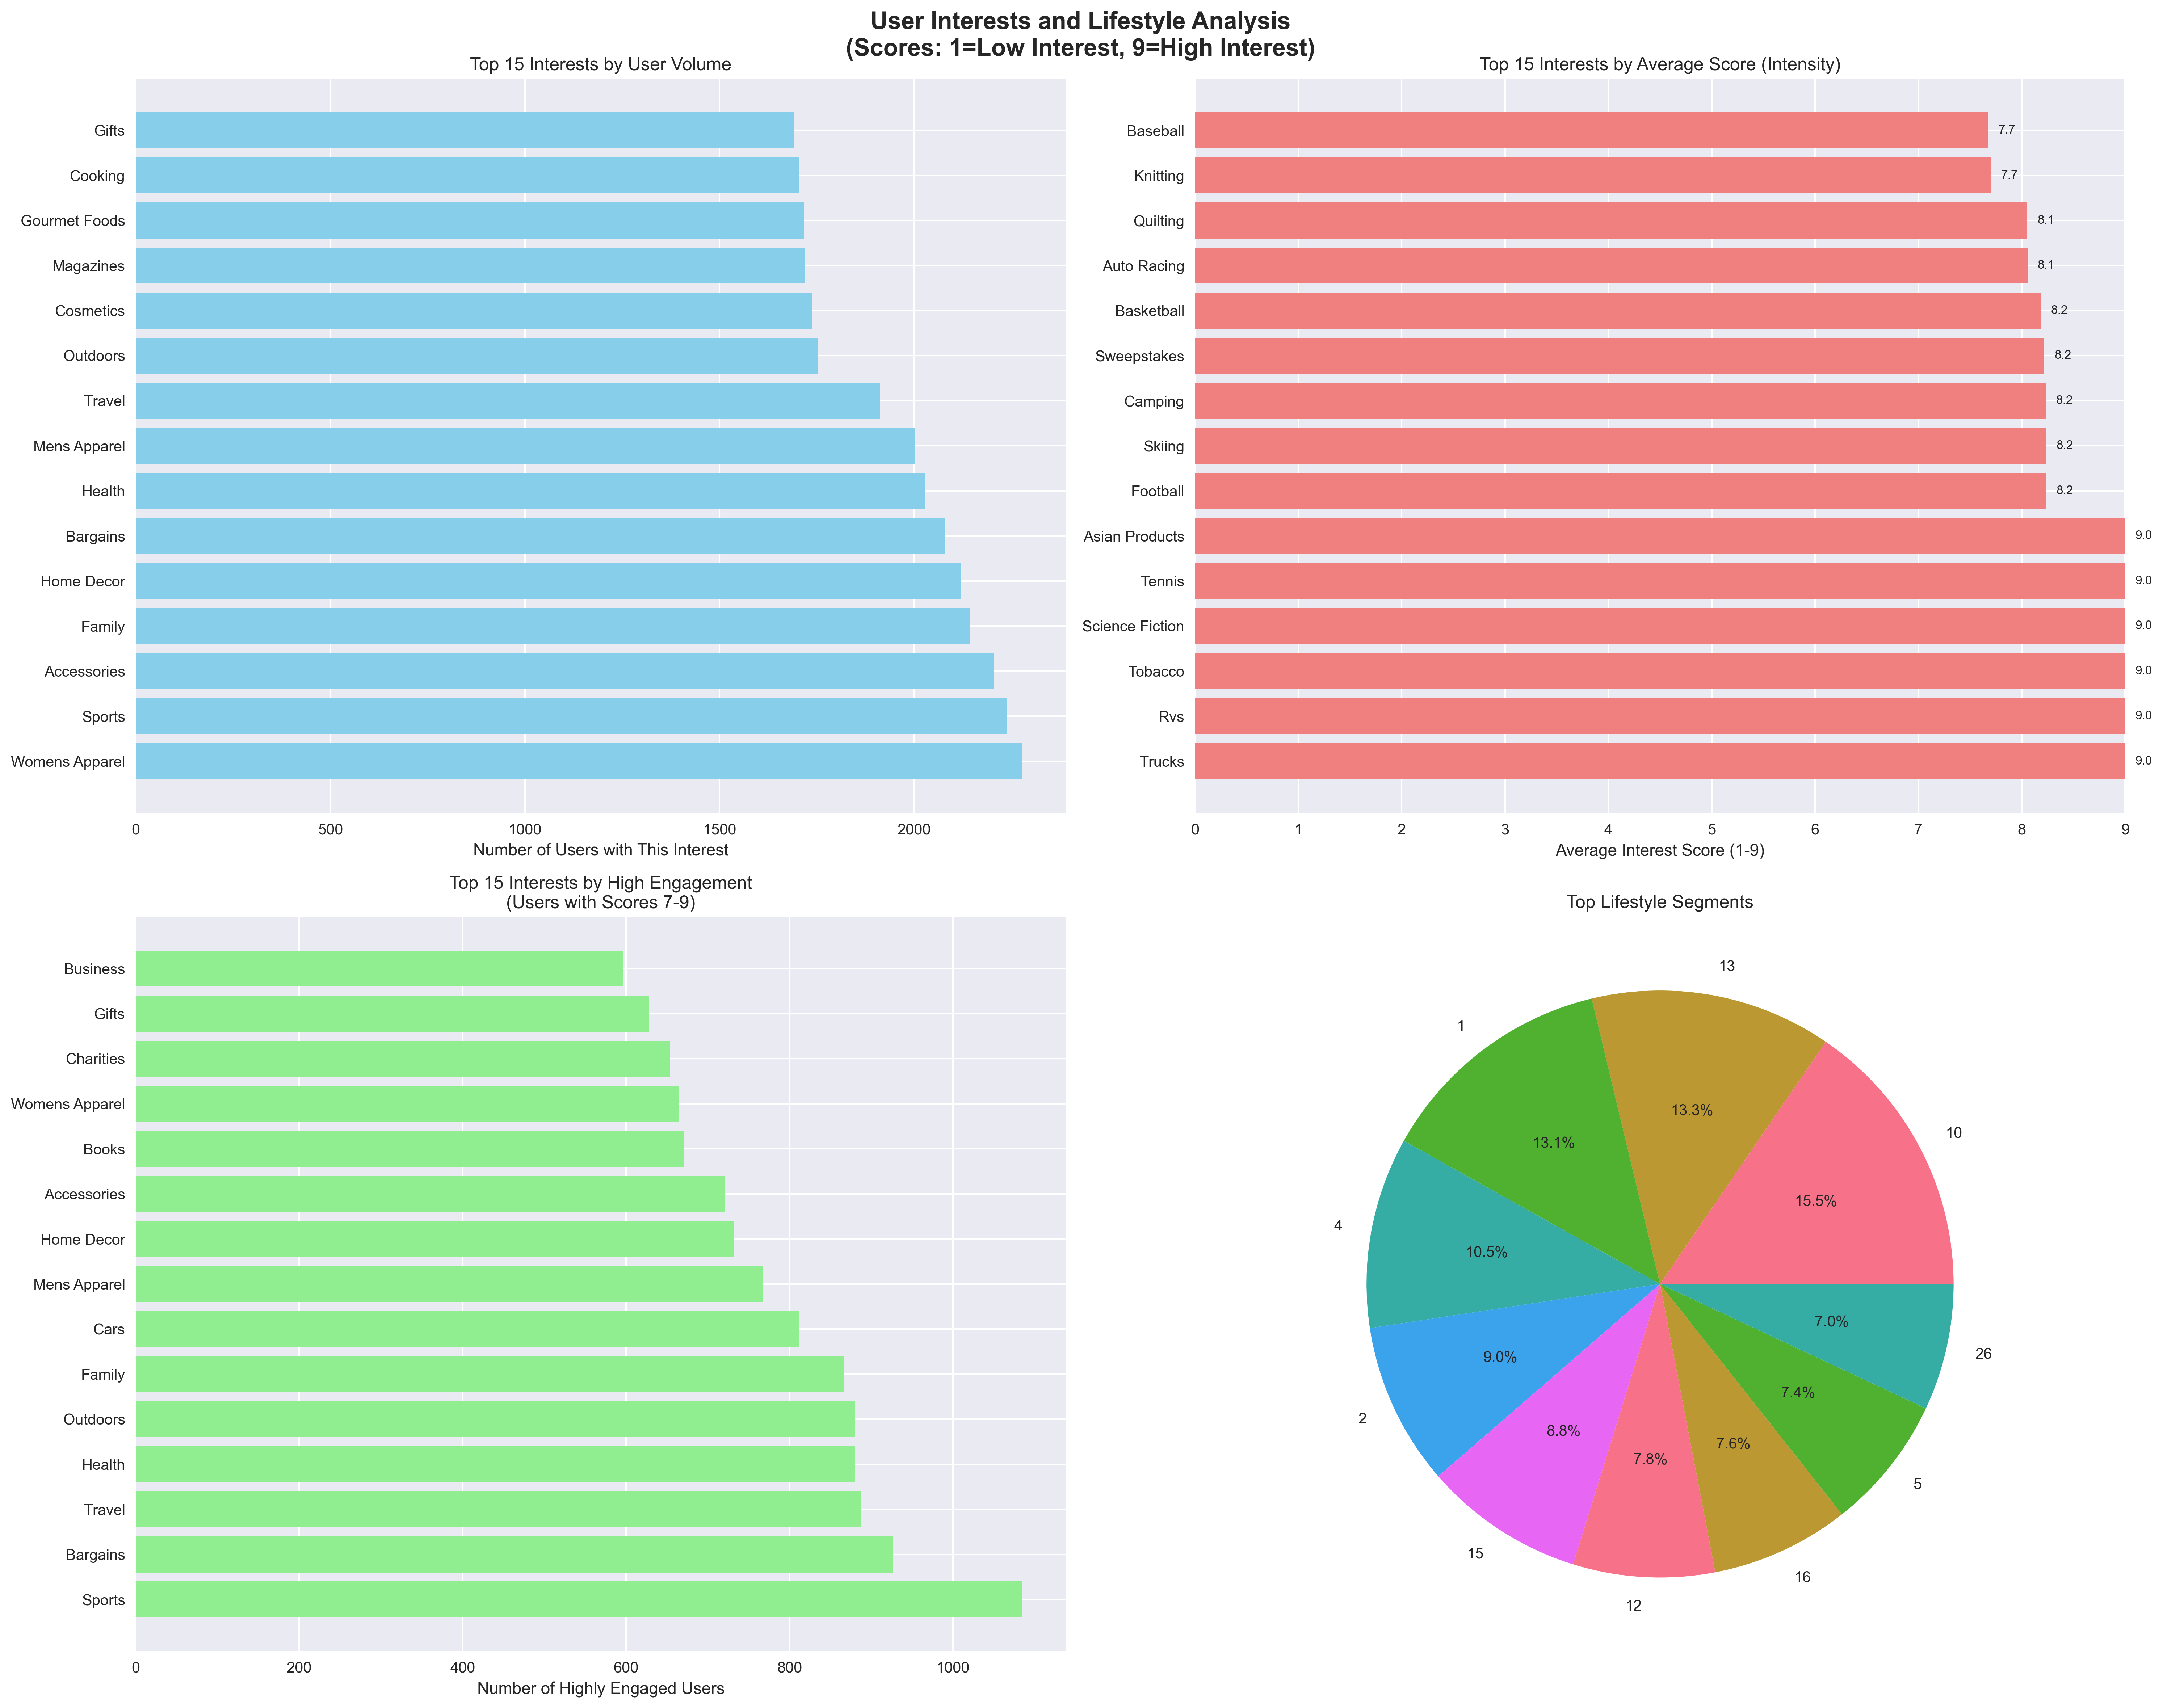 User Interests and Lifestyle Analysis
(Scores: 1=Low Interest, 9=High Interest)
Top 15 Interests by User Volume
Gifts
Cooking
Gourmet Foods
Magazines
Cosmetics
Outdoors
Travel
Mens Apparel
Health
Bargains
Home Decor
Family
Accessories
Sports
Womens Apparel
0 500 1000 1500 2000
Number of Users with This Interest
Top 15 Interests by Average Score (Intensity)
Baseball 7.7
Knitting 7.7
Quilting 8.1
Auto Racing 8.1
Basketball 8.2
Sweepstakes 8.2
Camping 8.2
Skiing 8.2
Football 8.2
Asian Products 9.0
Tennis 9.0
Science Fiction 9.0
Tobacco 9.0
Rvs 9.0
Trucks 9.0
0 1 2 3 4 5 6 7 8 9
Average Interest Score (1-9)
Top 15 Interests by High Engagement
(Users with Scores 7-9)
Business
Gifts
Charities
Womens Apparel
Books
Accessories
Home Decor
Mens Apparel
Cars
Family
Outdoors
Health
Travel
Bargains
Sports
0 200 400 600 800 1000
Number of Highly Engaged Users
Top Lifestyle Segments
10
15.5%
13
13.3%
1
13.1%
4
10.5%
2
9.0%
15
8.8%
12
7.8%
16
7.6%
5
7.4%
26
7.0%